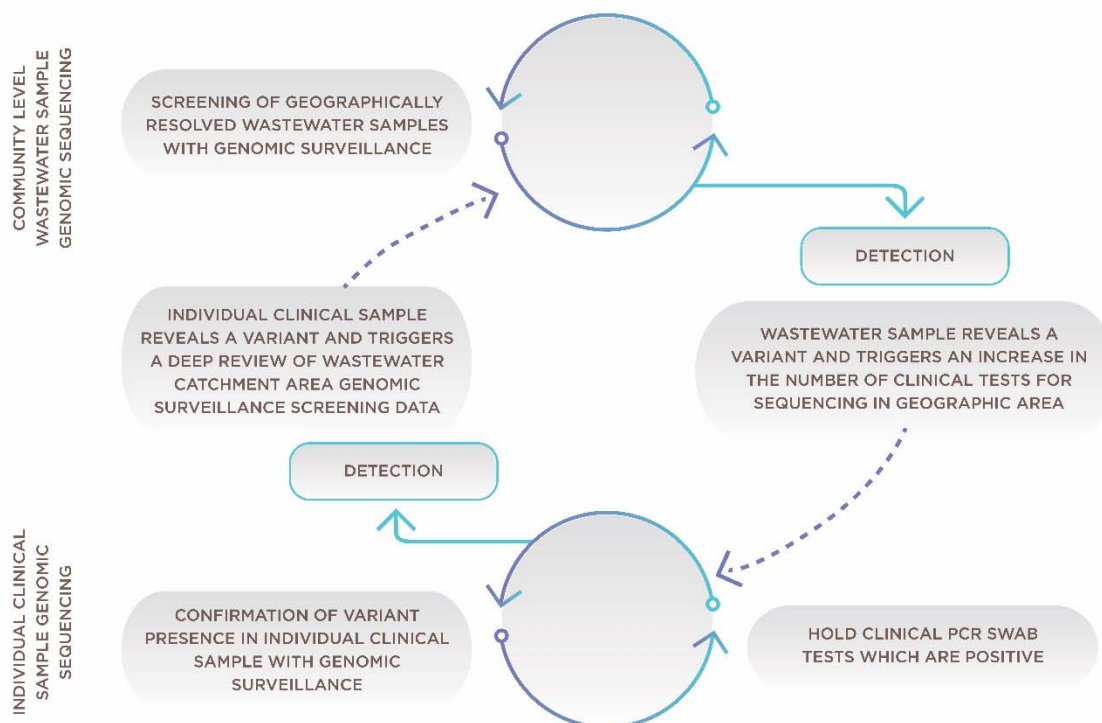 COMMUNITY LEVEL
WASTEWATER SAMPLE
GENOMIC SEQUENCING
SCREENING OF GEOGRAPHICALLY
RESOLVED WASTEWATER SAMPLES
WITH GENOMIC SURVEILLANCE
DETECTION
INDIVIDUAL CLINICAL SAMPLE
REVEALS A VARIANT AND TRIGGERS
A DEEP REVIEW OF WASTEWATER
CATCHMENT AREA GENOMIC
SURVEILLANCE SCREENING DATA
WASTEWATER SAMPLE REVEALS A
VARIANT AND TRIGGERS AN INCREASE IN
THE NUMBER OF CLINICAL TESTS FOR
SEQUENCING IN GEOGRAPHIC AREA
DETECTION
INDIVIDUAL CLINICAL
SAMPLE GENOMIC
SEQUENCING
CONFIRMATION OF VARIANT
PRESENCE IN INDIVIDUAL CLINICAL
SAMPLE WITH GENOMIC
SURVEILLANCE
HOLD CLINICAL PCR SWAB
TESTS WHICH ARE POSITIVE